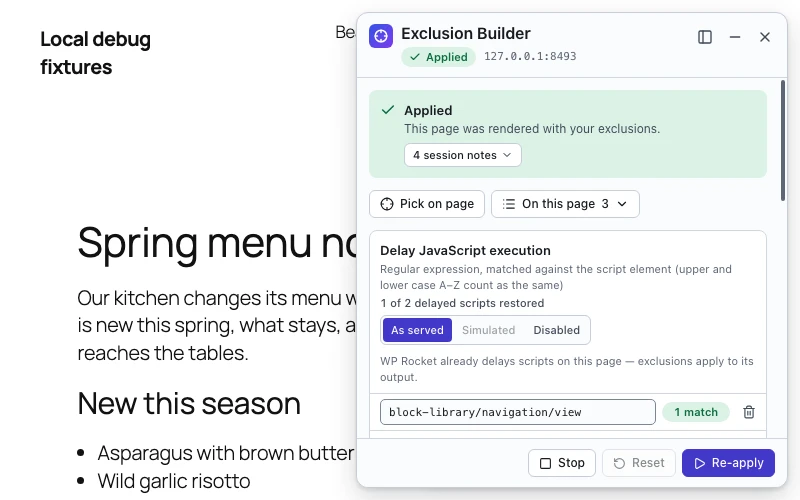 Local debug
fixtures
Be
Spring menu no
Our kitchen changes its menu w
is new this spring, what stays, a
reaches the tables.
New this season
Asparagus with brown butter
Wild garlic risotto
Exclusion Builder
Applied
127.0.0.1:8493
Applied
This page was rendered with your exclusions.
4 session notes
Pick on page
On this page 3
Delay JavaScript execution
Regular expression, matched against the script element (upper and
lower case A–Z count as the same)
1 of 2 delayed scripts restored
As served
Simulated
Disabled
WP Rocket already delays scripts on this page — exclusions apply to its
output.
block-library/navigation/view
1 match
Stop
Reset
Re-apply